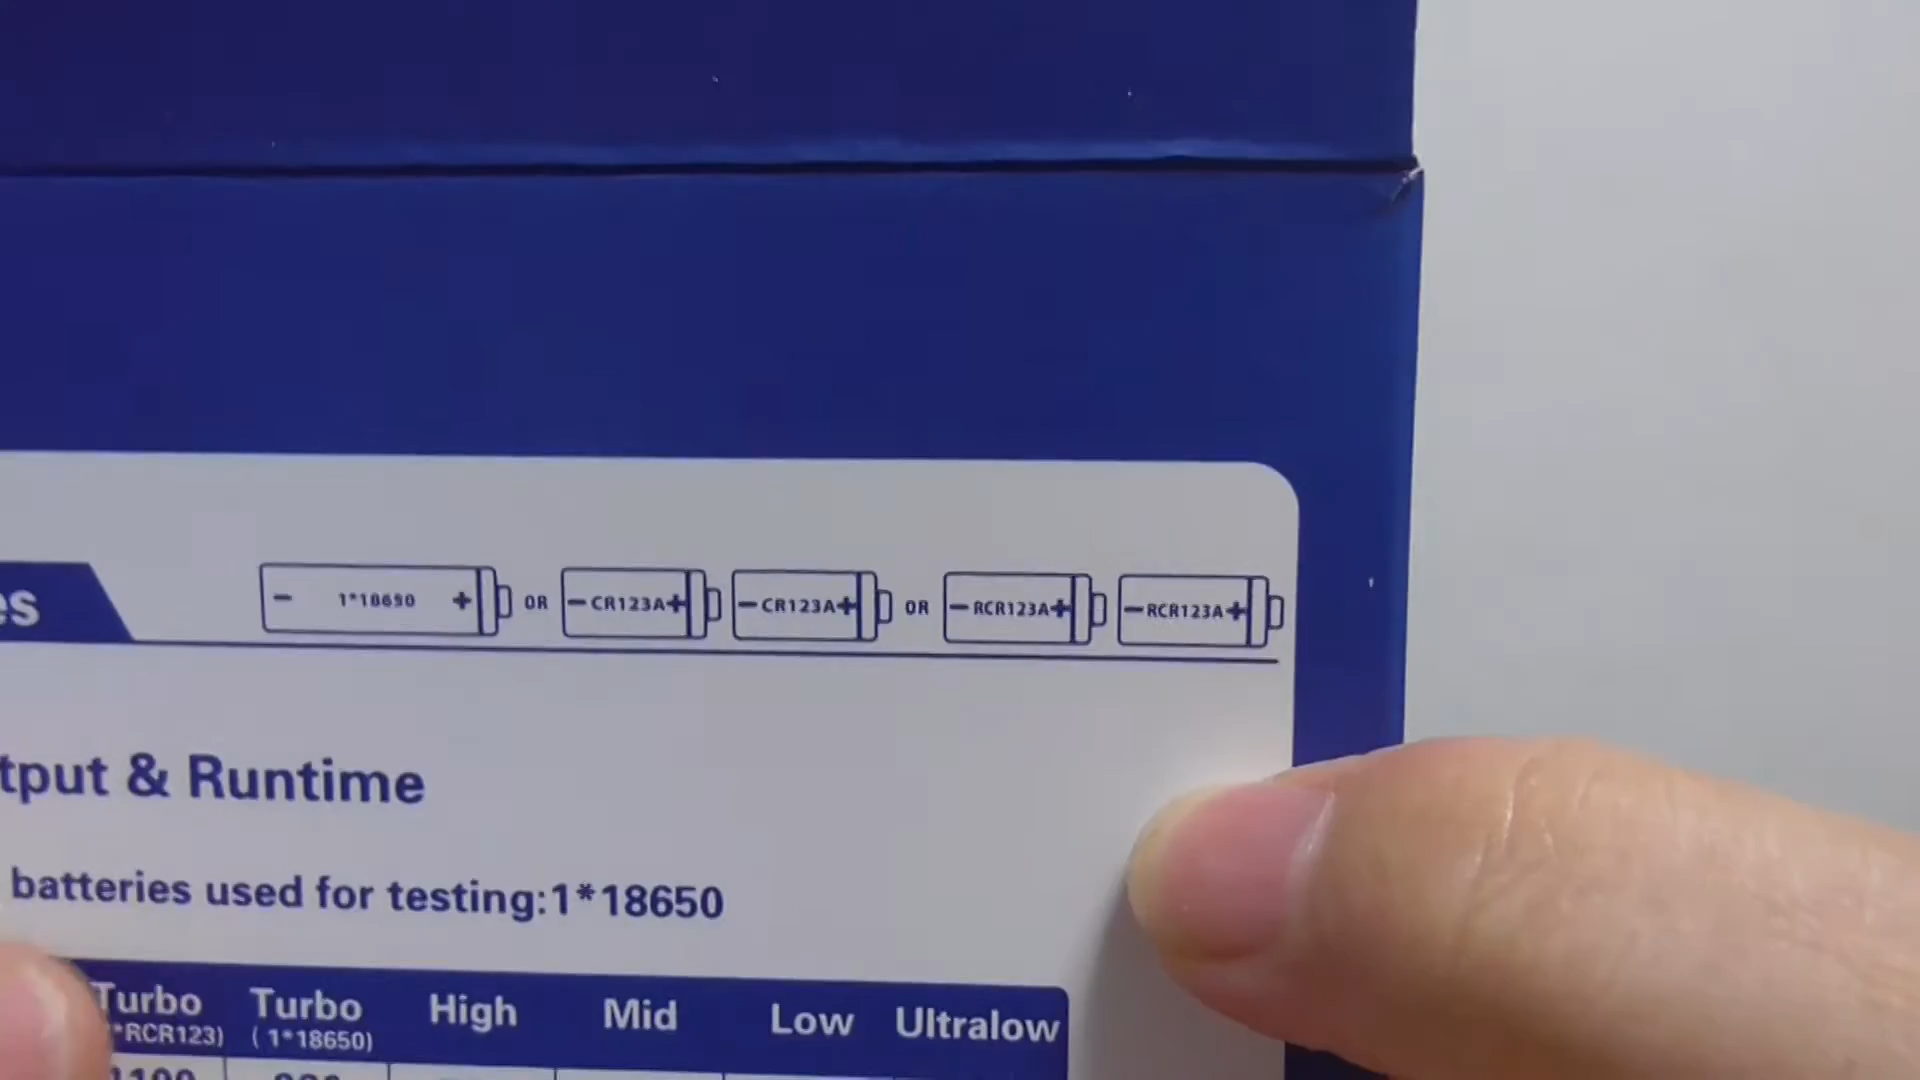 es
- 1*18650 + OR -CR123A+ -CR123A+ OR -RCR123A+ -RCR123A+
tput & Runtime
batteries used for testing:1*18650
Turbo Turbo High Mid Low Ultralow
*RCR123) ( 1*18650)
1100